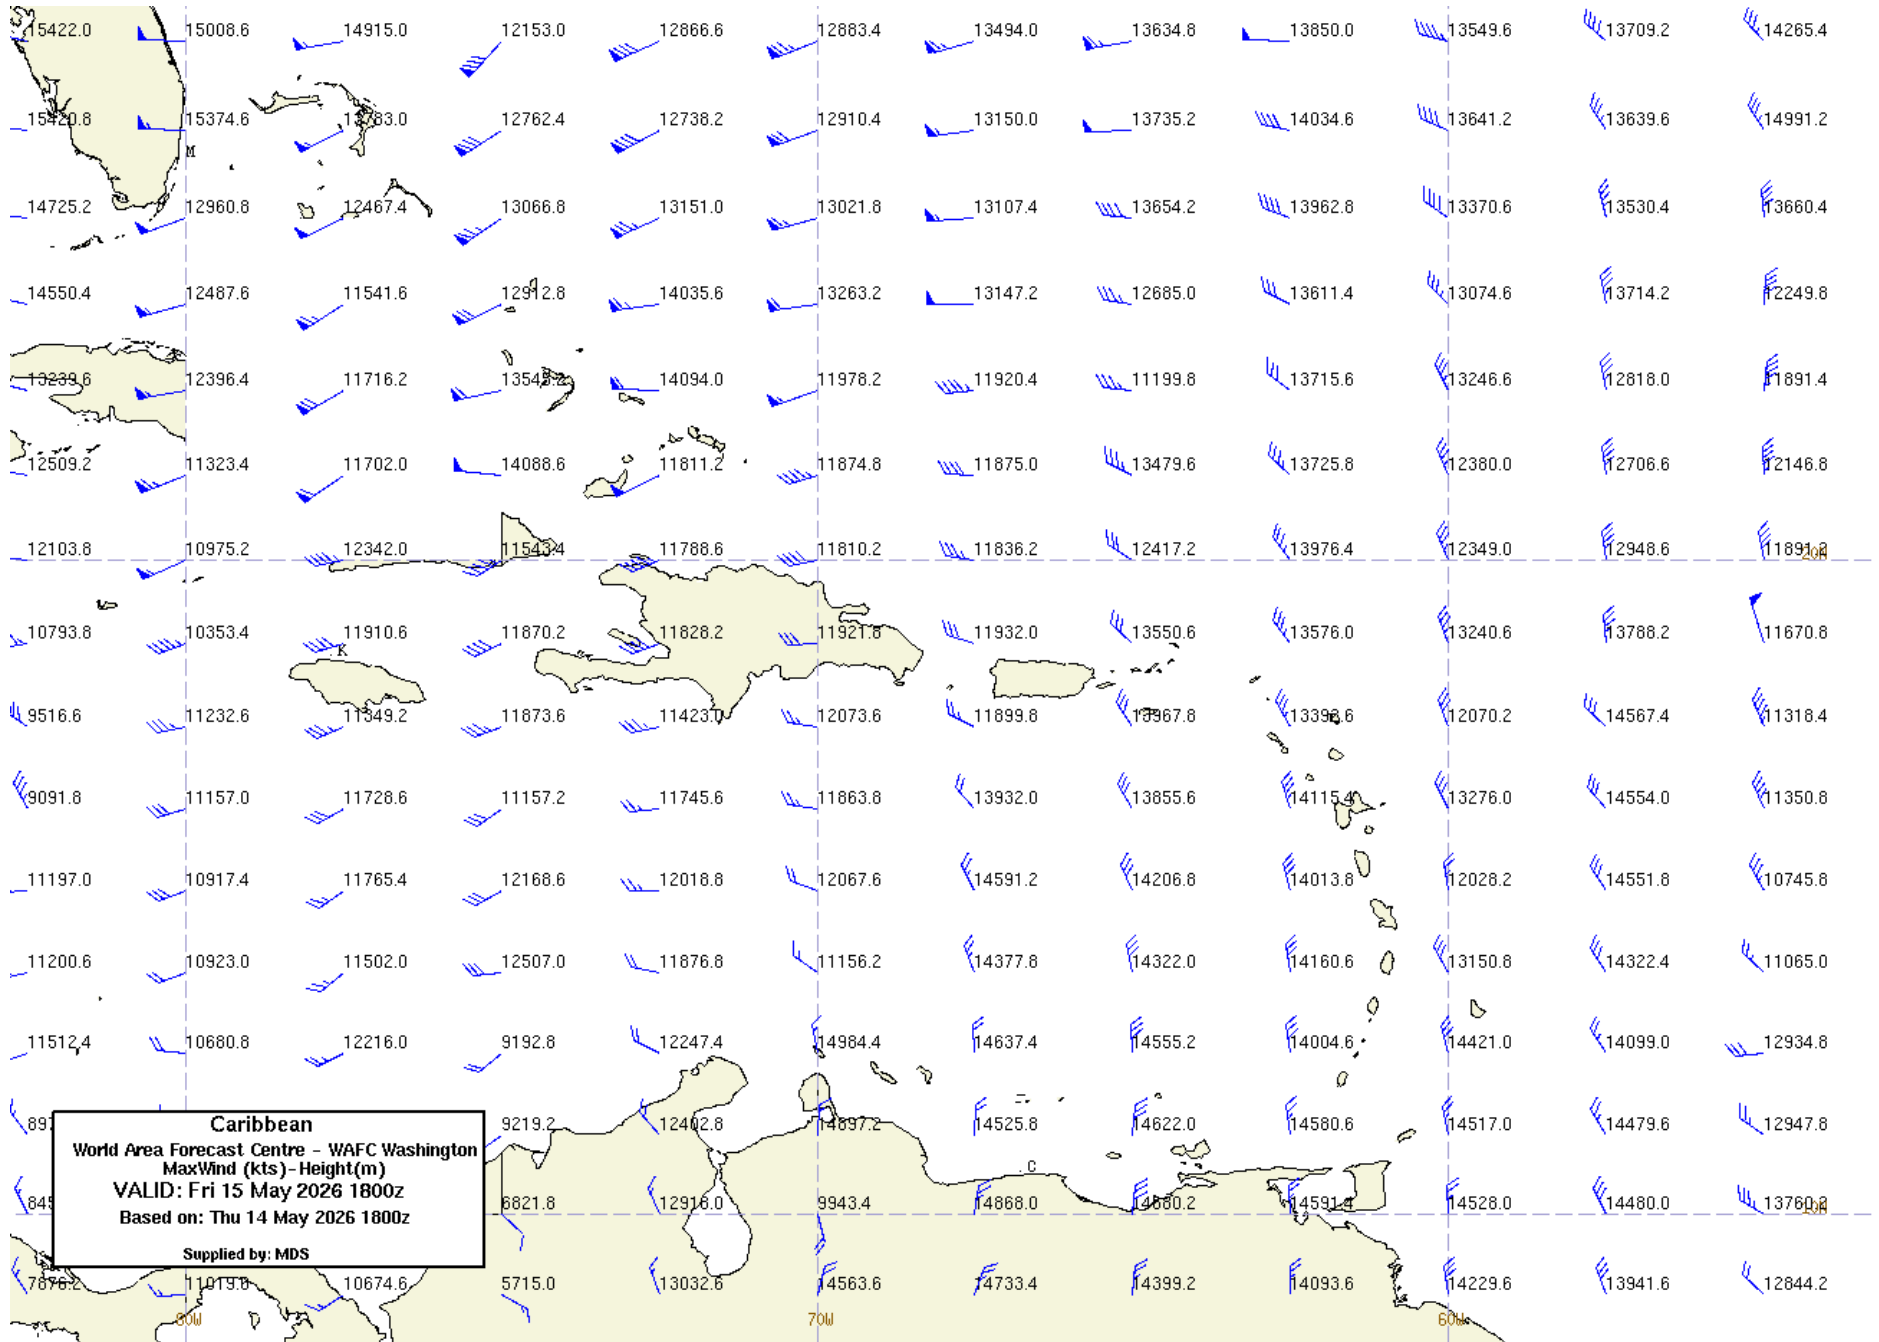 15422.0 15008.6 14915.0 12153.0 12866.6 12883.4 13494.0 13634.8 13850.0 13549.6 13709.2 14265.4
15420.8 15374.6 12762.4 12738.2 12910.4 13150.0 13735.2 14034.6 13641.2 13639.6 14991.2
M
14725.2 12960.8 12467.4 13066.8 13151.0 13021.8 13107.4 13654.2 13962.8 13370.6 13530.4 13660.4
14550.4 12487.6 11541.6 12912.8 14035.6 13263.2 13147.2 12685.0 13611.4 13074.6 13714.2 12249.8
13239.6 12396.4 11716.2 14094.0 11978.2 11920.4 11199.8 13715.6 13246.6 12818.0 11891.4
12509.2 11323.4 11702.0 14088.6 11811.2 11874.8 11875.0 13479.6 13725.8 12380.0 12706.6 12146.8
12103.8 10975.2 12342.0 11543.4 11788.6 11810.2 11836.2 12417.2 13976.4 12349.0 12948.6 11891.2
20N
10793.8 10353.4 11910.6 11870.2 11828.2 11921.8 11932.0 13550.6 13576.0 13240.6 13788.2 11670.8
K
9516.6 11232.6 11349.2 11873.6 11423.0 12073.6 11899.8 13967.8 13393.6 12070.2 14567.4 11318.4
9091.8 11157.0 11728.6 11157.2 11745.6 11863.8 13932.0 13855.6 14115.4 13276.0 14554.0 11350.8
11197.0 10917.4 11765.4 12168.6 12018.8 12067.6 14591.2 14206.8 14013.8 12028.2 14551.8 10745.8
11200.6 10923.0 11502.0 12507.0 11876.8 11156.2 14377.8 14322.0 14160.6 13150.8 14322.4 11065.0
11512.4 10680.8 12216.0 9192.8 12247.4 14984.4 14637.4 14555.2 14004.6 14421.0 14099.0 12934.8
9219.2 12402.8 14897.2 14525.8 14622.0 14580.6 14517.0 14479.6 12947.8
C
6821.8 12916.0 9943.4 14668.0 14580.2 14591.4 14528.0 14480.0 13760.2
10N
7876.2 11019.6 10674.6 5715.0 13032.6 14563.6 14733.4 14399.2 14093.6 14229.6 13941.6 12844.2
80W 70W 60W
Caribbean
World Area Forecast Centre - WAFC Washington
MaxWind (kts)-Height(m)
VALID: Fri 15 May 2026 1800z
Based on: Thu 14 May 2026 1800z
Supplied by: MDS